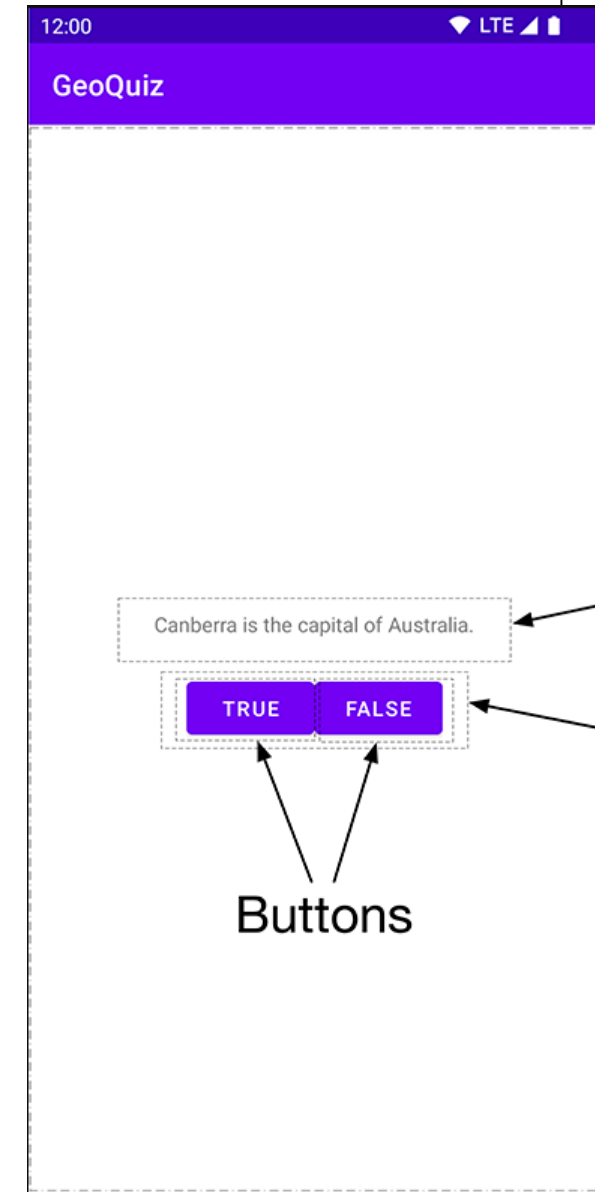 12:00 LTE
GeoQuiz
Canberra is the capital of Australia.
TRUE FALSE
Buttons